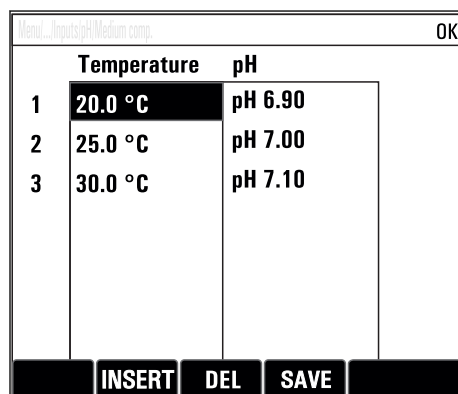 Menu/.../Inputs/pH/Medium comp. OK
Temperature pH
1 20.0 °C pH 6.90
2 25.0 °C pH 7.00
3 30.0 °C pH 7.10
INSERT DEL SAVE